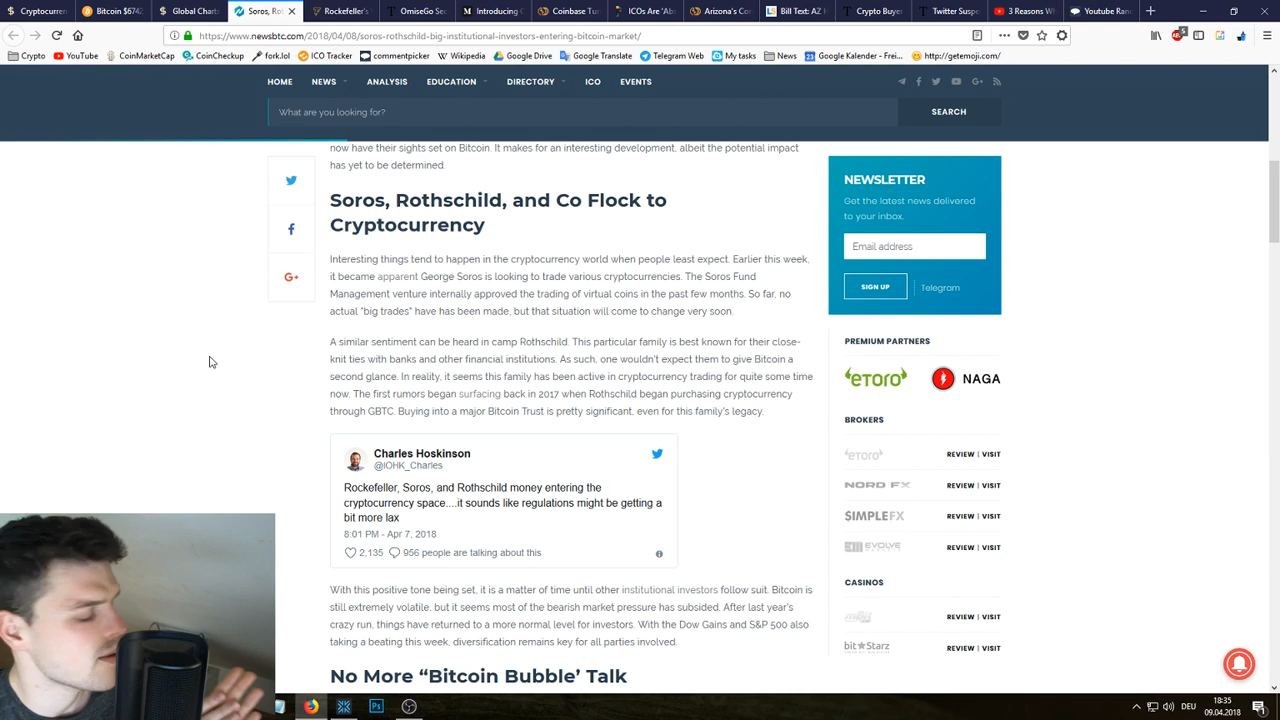 Cryptocurren
Bitcoin $674
Global Charts
Soros, Rot
Rockefeller's
OmiseGo Sec
Introducing C
Coinbase Tup
ICOs Are 'Abs
Arizona's Con
Bill Text: AZ H
Crypto Buyer
Twitter Suspe
3 Reasons Wh
Youtube Rand
https://www.newsbtc.com/2018/04/08/soros-rothschild-big-institutional-investors-entering-bitcoin-market/
Crypto
YouTube
CoinMarketCap
CoinCheckup
fork.lol
ICO Tracker
commentpicker
Wikipedia
Google Drive
Google Translate
Telegram Web
My tasks
News
Google Kalender - Frei...
http://getemoji.com/
HOME
NEWS
ANALYSIS
EDUCATION
DIRECTORY
ICO
EVENTS
What are you looking for?
SEARCH
now have their sights set on Bitcoin. It makes for an interesting development, albeit the potential impact
has yet to be determined.
Soros, Rothschild, and Co Flock to
Cryptocurrency
Interesting things tend to happen in the cryptocurrency world when people least expect. Earlier this week,
it became apparent George Soros is looking to trade various cryptocurrencies. The Soros Fund
Management venture internally approved the trading of virtual coins in the past few months. So far, no
actual "big trades" have has been made, but that situation will come to change very soon.
A similar sentiment can be heard in camp Rothschild. This particular family is best known for their close-
knit ties with banks and other financial institutions. As such, one wouldn't expect them to give Bitcoin a
second glance. In reality, it seems this family has been active in cryptocurrency trading for quite some time
now. The first rumors began surfacing back in 2017 when Rothschild began purchasing cryptocurrency
through GBTC. Buying into a major Bitcoin Trust is pretty significant, even for this family's legacy.
Charles Hoskinson
@IOHK_Charles
Rockefeller, Soros, and Rothschild money entering the
cryptocurrency space....it sounds like regulations might be getting a
bit more lax
8:01 PM - Apr 7, 2018
2,135
956 people are talking about this
With this positive tone being set, it is a matter of time until other institutional investors follow suit. Bitcoin is
still extremely volatile, but it seems most of the bearish market pressure has subsided. After last year's
crazy run, things have returned to a more normal level for investors. With the Dow Gains and S&P 500 also
taking a beating this week, diversification remains key for all parties involved.
No More “Bitcoin Bubble’ Talk
NEWSLETTER
Get the latest news delivered
to your inbox.
Email address
SIGN UP
Telegram
PREMIUM PARTNERS
etoro
NAGA
BROKERS
etoro
REVIEW | VISIT
NORD FX
REVIEW | VISIT
$IMPLEFX
REVIEW | VISIT
EVOLVE
REVIEW | VISIT
CASINOS
REVIEW | VISIT
bit★Starz
REVIEW | VISIT
DEU
18:35
09.04.2018